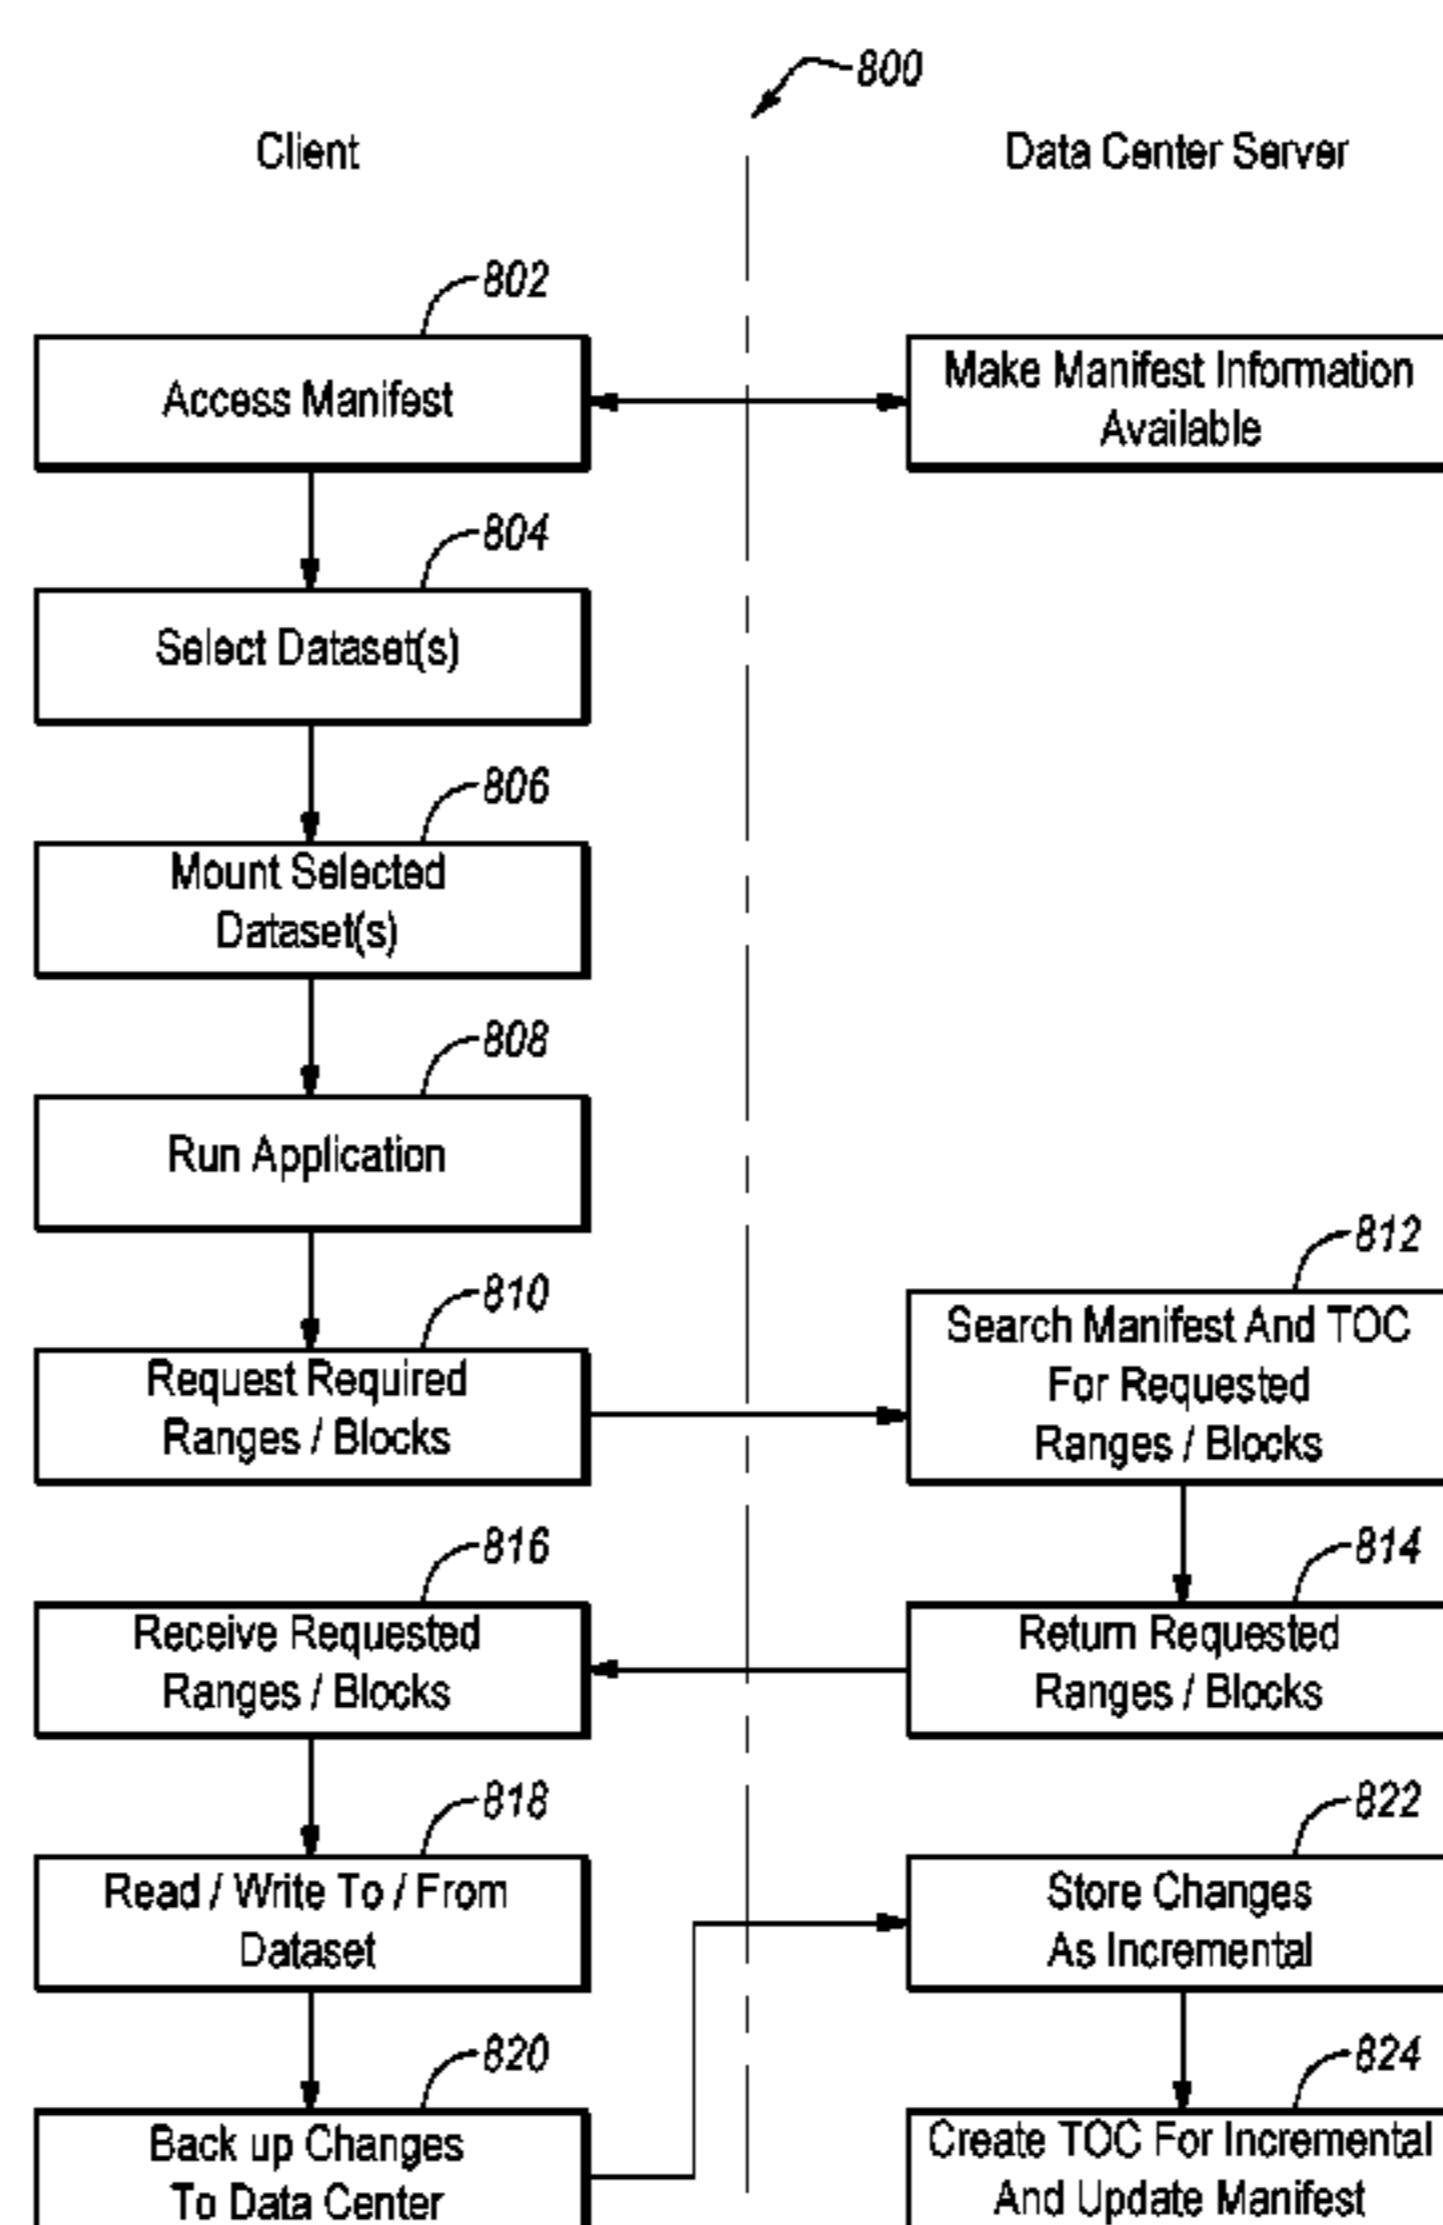 800
Client
Data Center Server
802
Access Manifest
Make Manifest Information
Available
804
Select Dataset(s)
806
Mount Selected
Dataset(s)
808
Run Application
810
Request Required
Ranges / Blocks
812
Search Manifest And TOC
For Requested
Ranges / Blocks
816
Receive Requested
Ranges / Blocks
814
Return Requested
Ranges / Blocks
818
Read / Write To / From
Dataset
822
Store Changes
As Incremental
820
Back up Changes
To Data Center
824
Create TOC For Incremental
And Update Manifest